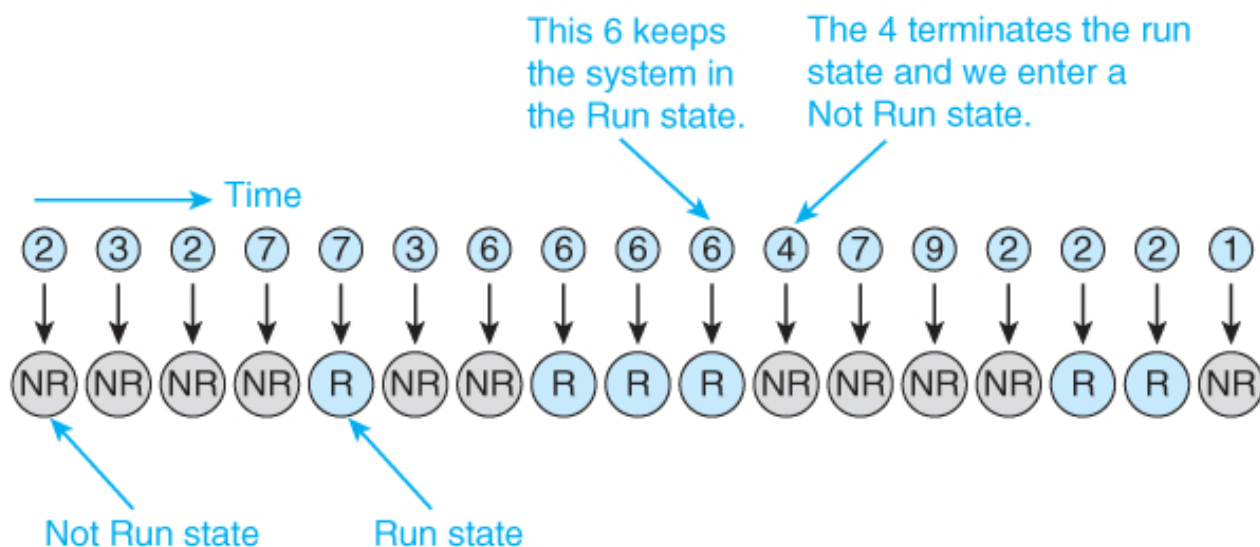 This 6 keeps
the system in
the Run state.
The 4 terminates the run
state and we enter a
Not Run state.
Time
2 3 2 7 7 3 6 6 6 6 4 7 9 2 2 2 1
NR NR NR NR R NR NR R R R NR NR NR NR R R NR
Not Run state
Run state